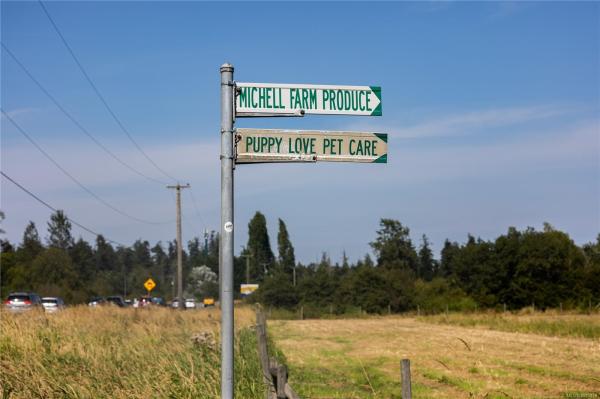 MICHELL FARM PRODUCE
PUPPY LOVE PET CARE